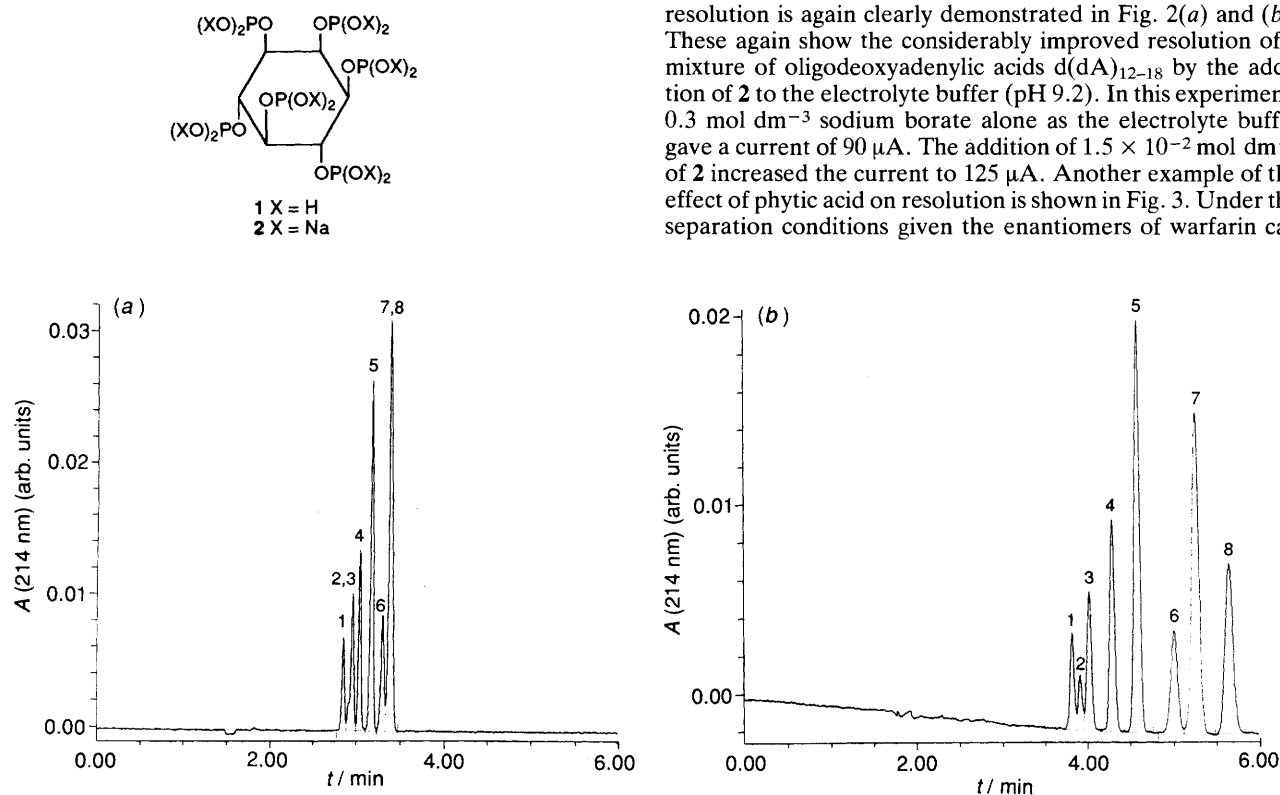 (XO)₂PO OP(OX)₂
OP(OX)₂
OP(OX)₂
(XO)₂PO
OP(OX)₂
1 X = H
2 X = Na
resolution is again clearly demonstrated in Fig. 2(a) and (b
These again show the considerably improved resolution of
mixture of oligodeoxyadenylic acids d(dA)₁₂₋₁₈ by the add
tion of 2 to the electrolyte buffer (pH 9.2). In this experimen
0.3 mol dm⁻³ sodium borate alone as the electrolyte buff
gave a current of 90 μA. The addition of 1.5 × 10⁻² mol dm⁻
of 2 increased the current to 125 μA. Another example of th
effect of phytic acid on resolution is shown in Fig. 3. Under th
separation conditions given the enantiomers of warfarin ca
(a)
7,8
0.03
5
0.02
4
2,3
0.01
6
1
0.00
0.00 2.00 4.00 6.00
t / min
A (214 nm) (arb. units)
(b)
5
0.02
7
4
0.01
8
3
1
6
2
0.00
0.00 2.00 4.00 6.00
t / min
A (214 nm) (arb. units)